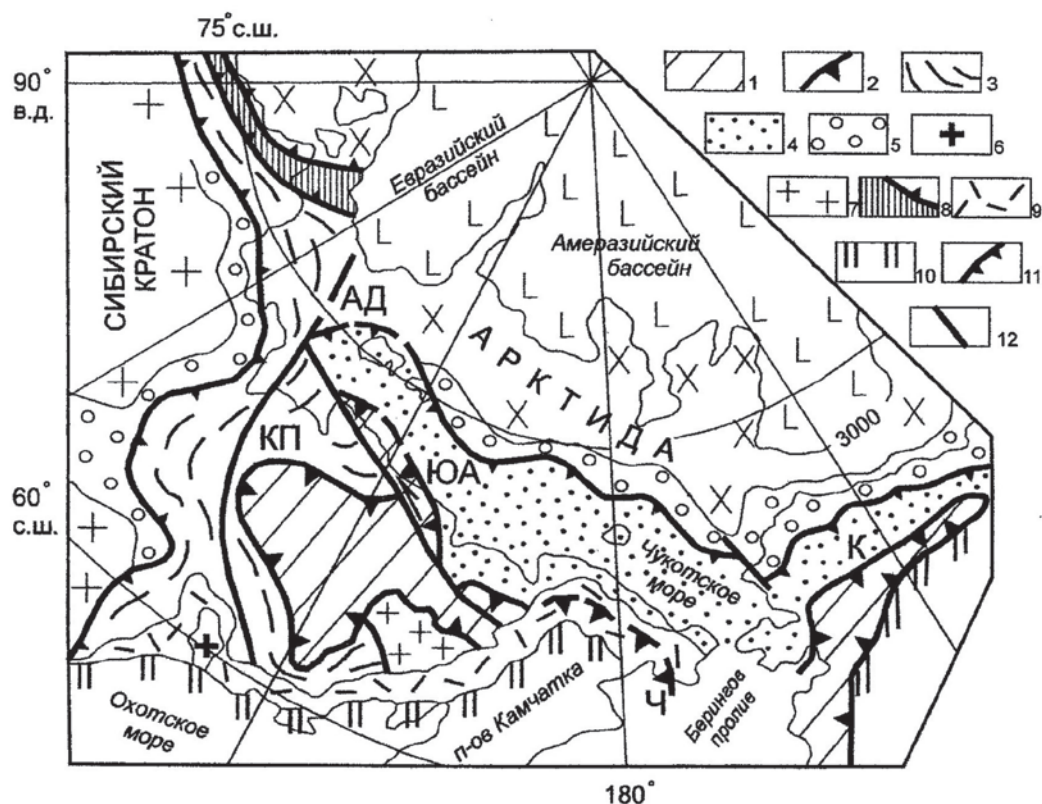 75° с.ш.
90°
в.д.
СИБИРСКИЙ
КРАТОН
Евразийский
бассейн
Амеразийский
бассейн
АРКТИДА
АД
КП
ЮА
3000
К
Чукотское
море
Ч
Берингов
пролив
60°
с.ш.
Охотское
море
п-ов Камчатка
180°
1
2
3
4
5
6
7
8
9
10
11
12